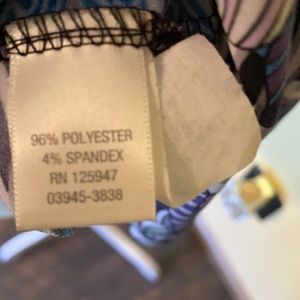 96% POLYESTER
4% SPANDEX
RN 125947
03945-3838